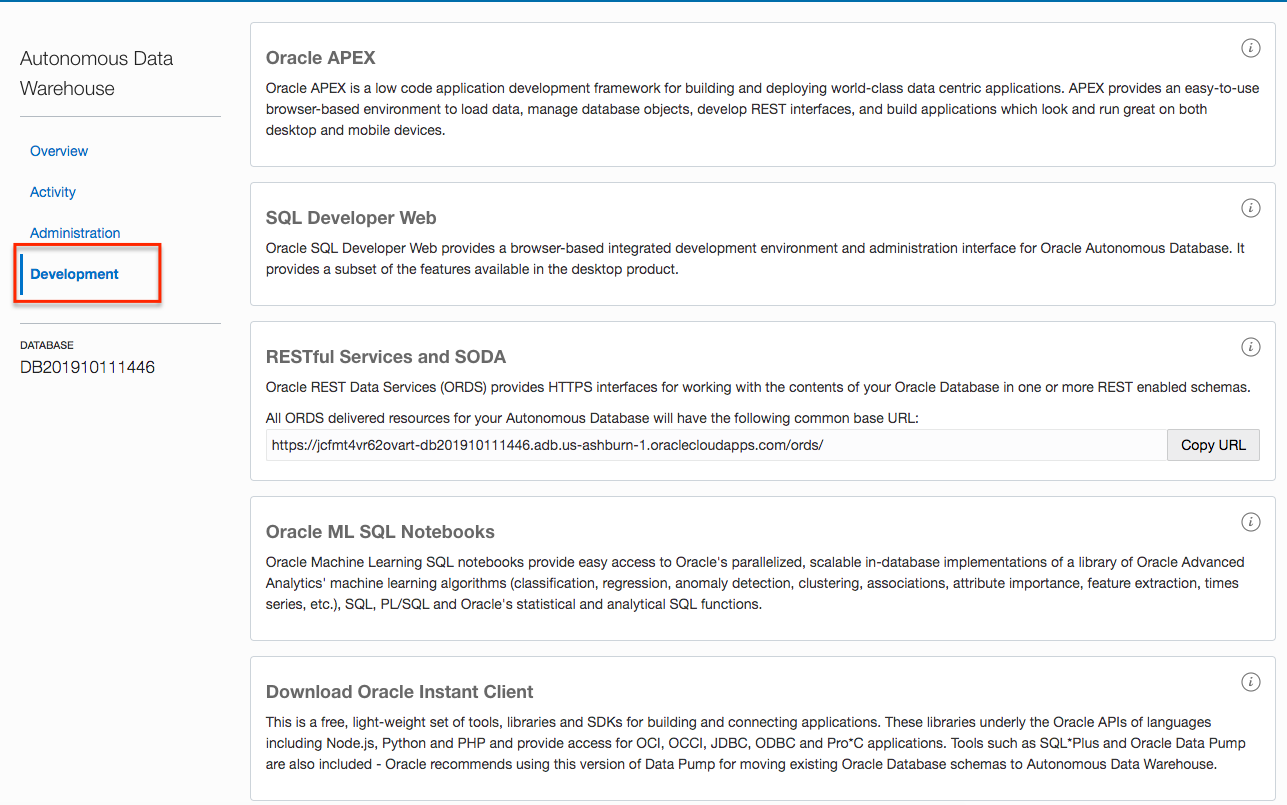 Autonomous Data
Warehouse
Overview
Activity
Administration
Development
DATABASE
DB201910111446
Oracle APEX
Oracle APEX is a low code application development framework for building and deploying world-class data centric applications. APEX provides an easy-to-use
browser-based environment to load data, manage database objects, develop REST interfaces, and build applications which look and run great on both
desktop and mobile devices.
SQL Developer Web
Oracle SQL Developer Web provides a browser-based integrated development environment and administration interface for Oracle Autonomous Database. It
provides a subset of the features available in the desktop product.
RESTful Services and SODA
Oracle REST Data Services (ORDS) provides HTTPS interfaces for working with the contents of your Oracle Database in one or more REST enabled schemas.
All ORDS delivered resources for your Autonomous Database will have the following common base URL:
https://jcfmt4vr62ovart-db201910111446.adb.us-ashburn-1.oraclecloudapps.com/ords/
Copy URL
Oracle ML SQL Notebooks
Oracle Machine Learning SQL notebooks provide easy access to Oracle's parallelized, scalable in-database implementations of a library of Oracle Advanced
Analytics' machine learning algorithms (classification, regression, anomaly detection, clustering, associations, attribute importance, feature extraction, times
series, etc.), SQL, PL/SQL and Oracle's statistical and analytical SQL functions.
Download Oracle Instant Client
This is a free, light-weight set of tools, libraries and SDKs for building and connecting applications. These libraries underly the Oracle APIs of languages
including Node.js, Python and PHP and provide access for OCI, OCCI, JDBC, ODBC and Pro*C applications. Tools such as SQL*Plus and Oracle Data Pump
are also included - Oracle recommends using this version of Data Pump for moving existing Oracle Database schemas to Autonomous Data Warehouse.